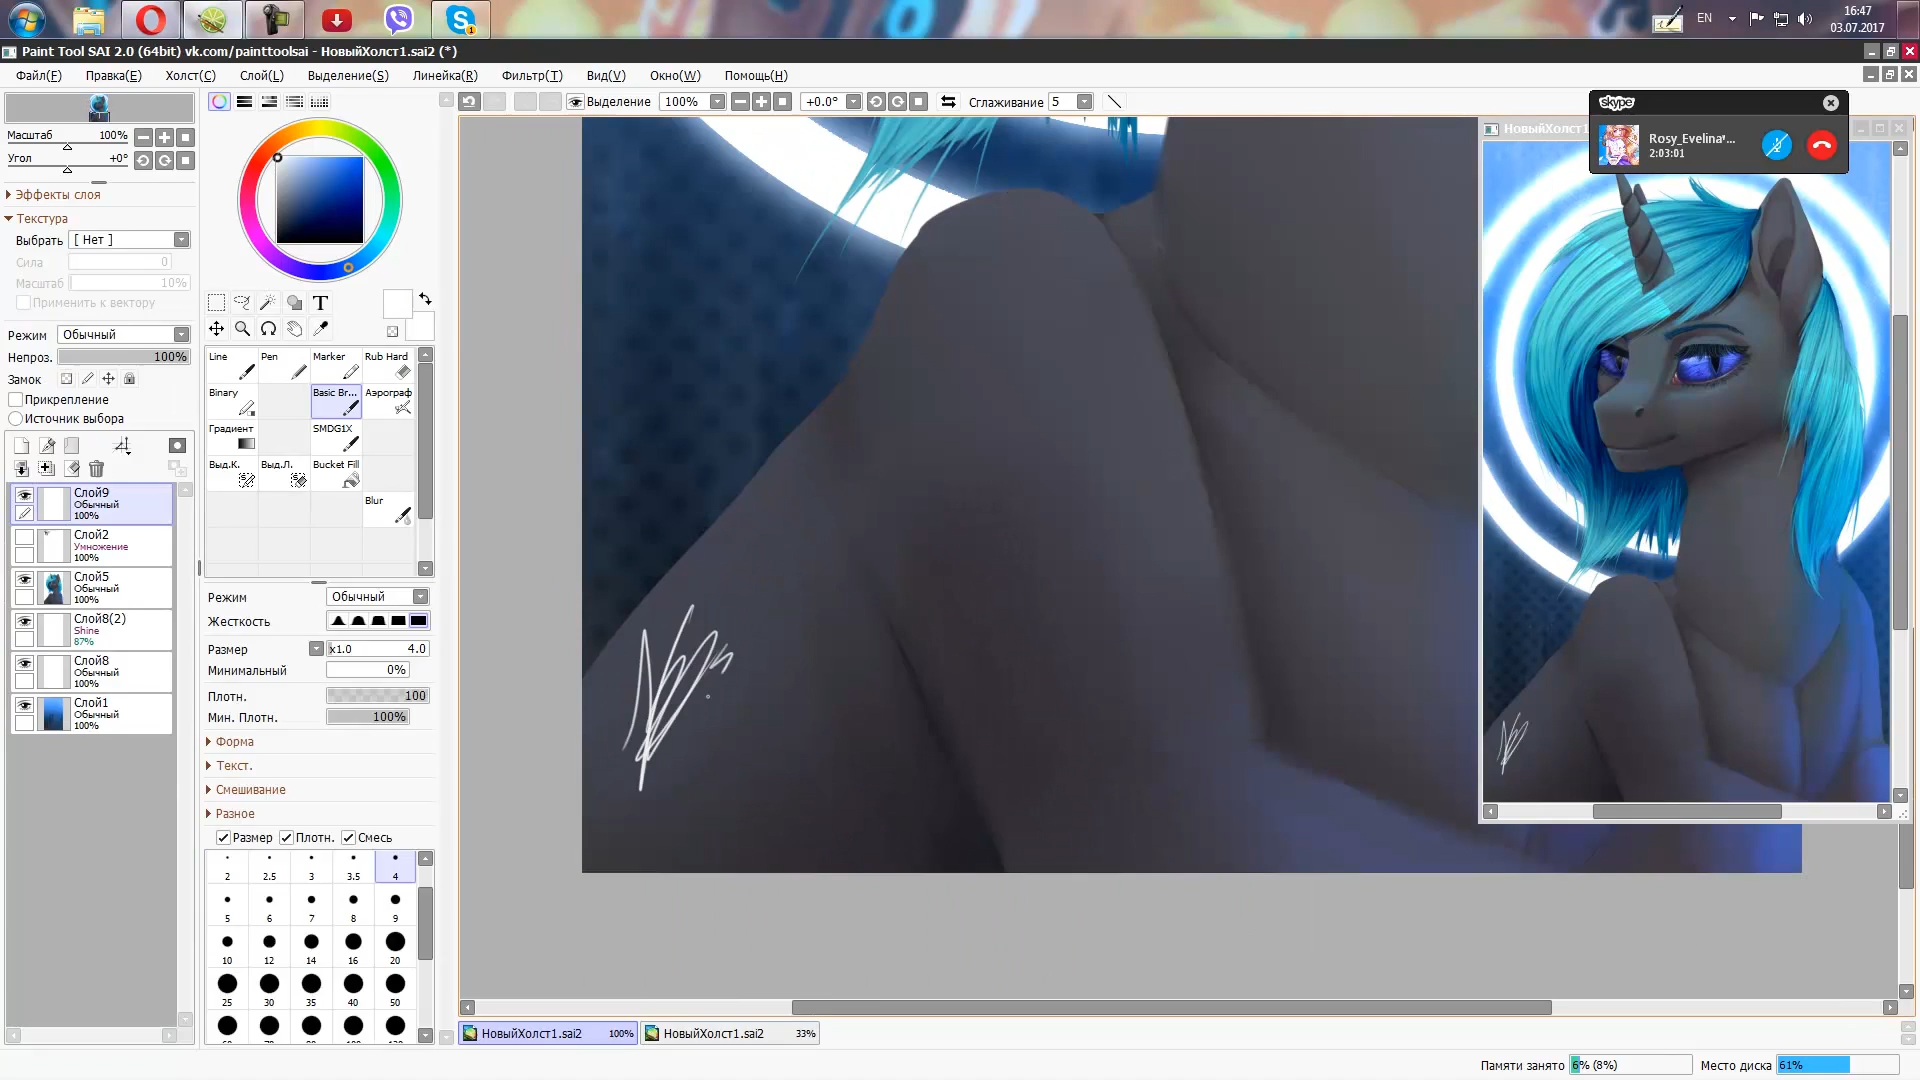 EN
16:47
03.07.2017
Paint Tool SAI 2.0 (64bit) vk.com/painttoolsai - НовыйХолст1.sai2 (*)
Файл(F) Правка(E) Холст(C) Слой(L) Выделение(S) Линейка(R) Фильтр(T) Вид(V) Окно(W) Помощь(H)
Выделение 100% +0.0° Сглаживание 5
Масштаб 100%
Угол +0°
Эффекты слоя
Текстура
Выбрать [ Нет ]
Сила 0
Масштаб 10%
Применить к вектору
Режим Обычный
Непроз. 100%
Замок
Прикрепление
Источник выбора
Слой9
Обычный
100%
Слой2
Умножение
100%
Слой5
Обычный
100%
Слой8(2)
Shine
87%
Слой8
Обычный
100%
Слой1
Обычный
100%
T
Line Pen Marker Rub Hard
Binary Basic Br... Аэрограф
Градиент SMDG1X
Выд.К. Выд.Л. Bucket Fill
Blur
Режим Обычный
Жесткость
Размер x1.0 4.0
Минимальный 0%
Плотн. 100
Мин. Плотн. 100%
Форма
Текст.
Смешивание
Разное
Размер Плотн. Смесь
2 2.5 3 3.5 4
5 6 7 8 9
10 12 14 16 20
25 30 35 40 50
НовыйХолст1
skype
Rosy_Evelina*...
2:03:01
НовыйХолст1.sai2 100% НовыйХолст1.sai2 33%
Памяти занято 6% (8%) Место диска 61%